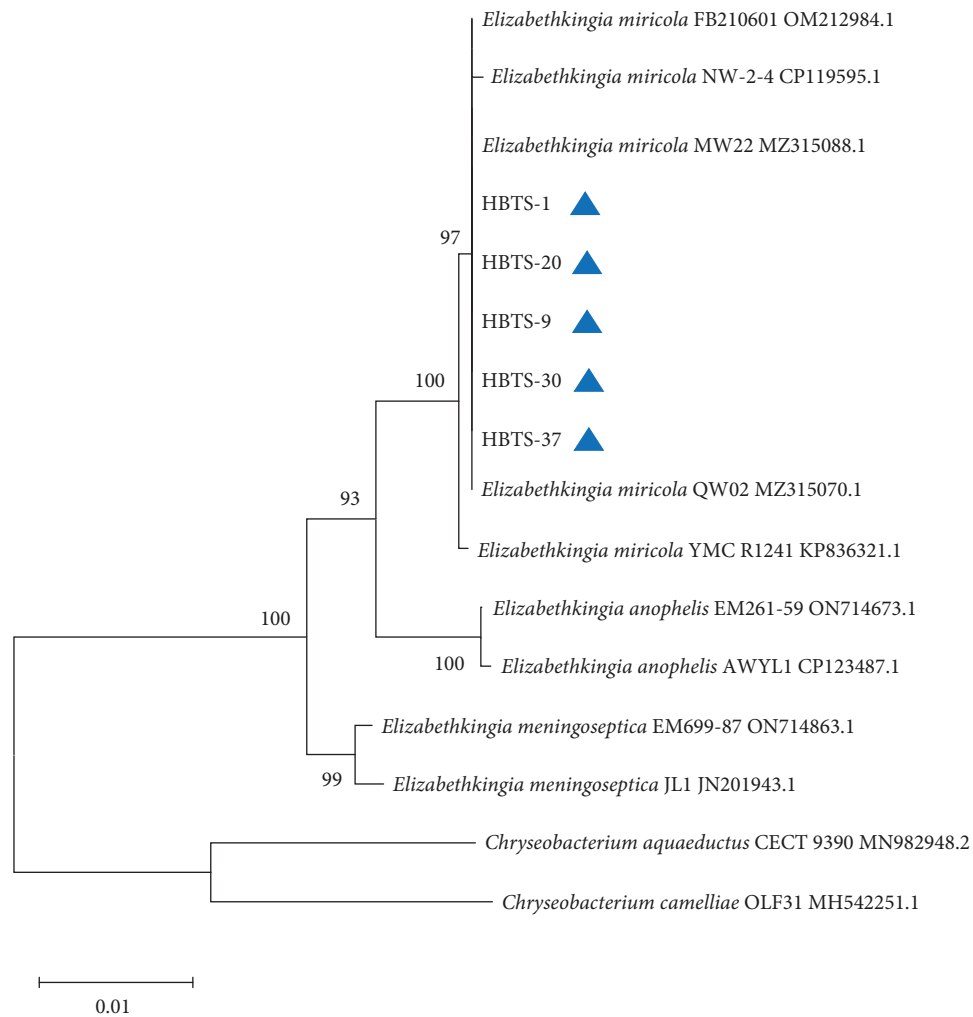 Elizabethkingia miricola FB210601 OM212984.1
Elizabethkingia miricola NW-2-4 CP119595.1
Elizabethkingia miricola MW22 MZ315088.1
HBTS-1
97
HBTS-20
HBTS-9
HBTS-30
100
HBTS-37
Elizabethkingia miricola QW02 MZ315070.1
93
Elizabethkingia miricola YMC R1241 KP836321.1
Elizabethkingia anophelis EM261-59 ON714673.1
100
100
Elizabethkingia anophelis AWYL1 CP123487.1
Elizabethkingia meningoseptica EM699-87 ON714863.1
99
Elizabethkingia meningoseptica JL1 JN201943.1
Chryseobacterium aquaeductus CECT 9390 MN982948.2
Chryseobacterium camelliae OLF31 MH542251.1
0.01